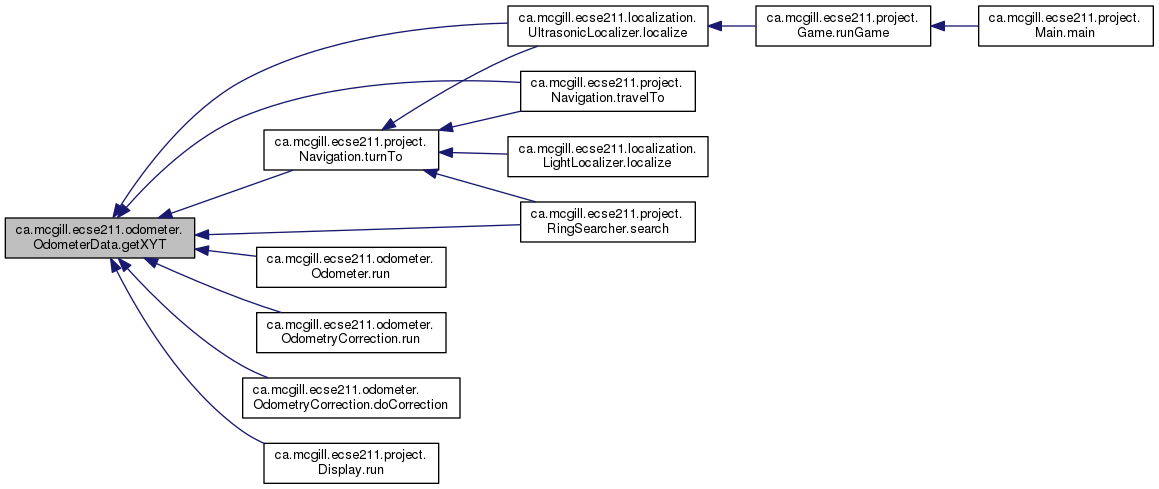 ca.mcgill.ecse211.localization.
UltrasonicLocalizer.localize
ca.mcgill.ecse211.project.
Game.runGame
ca.mcgill.ecse211.project.
Main.main
ca.mcgill.ecse211.project.
Navigation.travelTo
ca.mcgill.ecse211.project.
Navigation.turnTo
ca.mcgill.ecse211.localization.
LightLocalizer.localize
ca.mcgill.ecse211.project.
RingSearcher.search
ca.mcgill.ecse211.odometer.
OdometerData.getXYT
ca.mcgill.ecse211.odometer.
Odometer.run
ca.mcgill.ecse211.odometer.
OdometryCorrection.run
ca.mcgill.ecse211.odometer.
OdometryCorrection.doCorrection
ca.mcgill.ecse211.project.
Display.run